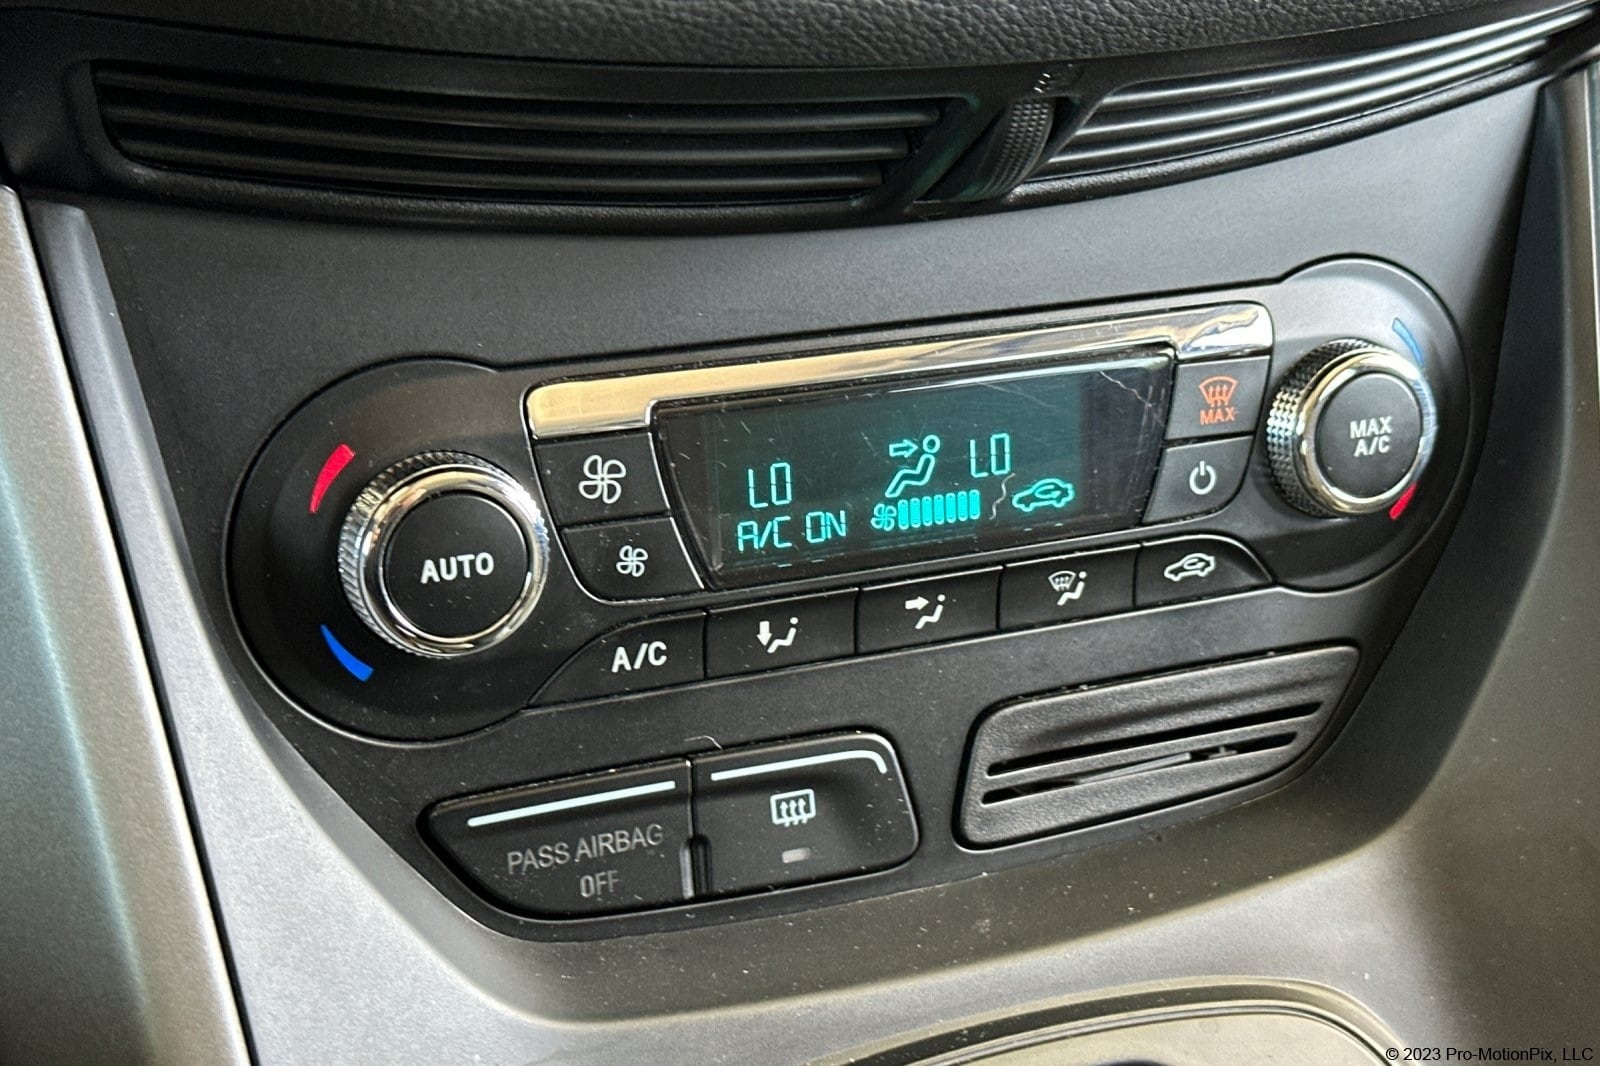 MAX
MAX
A/C
LO
LO
A/C ON
AUTO
A/C
PASS AIRBAG
OFF
© 2023 Pro-MotionPix, LLC